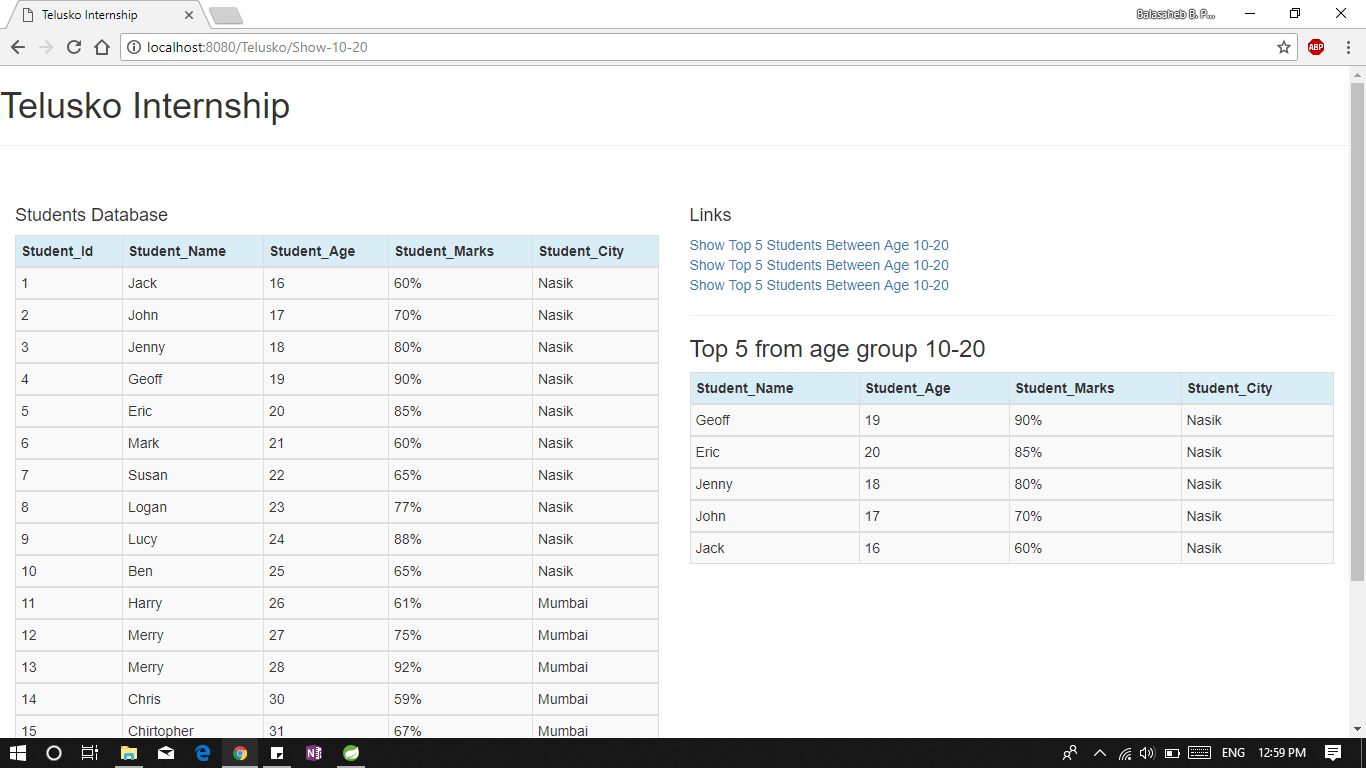 Telusko Internship
Balasaheb B. P...
localhost:8080/Telusko/Show-10-20
ABP
Telusko Internship
Students Database
Student_Id Student_Name Student_Age Student_Marks Student_City
1 Jack 16 60% Nasik
2 John 17 70% Nasik
3 Jenny 18 80% Nasik
4 Geoff 19 90% Nasik
5 Eric 20 85% Nasik
6 Mark 21 60% Nasik
7 Susan 22 65% Nasik
8 Logan 23 77% Nasik
9 Lucy 24 88% Nasik
10 Ben 25 65% Nasik
11 Harry 26 61% Mumbai
12 Merry 27 75% Mumbai
13 Merry 28 92% Mumbai
14 Chris 30 59% Mumbai
15 Chirtopher 31 67% Mumbai
Links
Show Top 5 Students Between Age 10-20
Show Top 5 Students Between Age 10-20
Show Top 5 Students Between Age 10-20
Top 5 from age group 10-20
Student_Name Student_Age Student_Marks Student_City
Geoff 19 90% Nasik
Eric 20 85% Nasik
Jenny 18 80% Nasik
John 17 70% Nasik
Jack 16 60% Nasik
ENG 12:59 PM